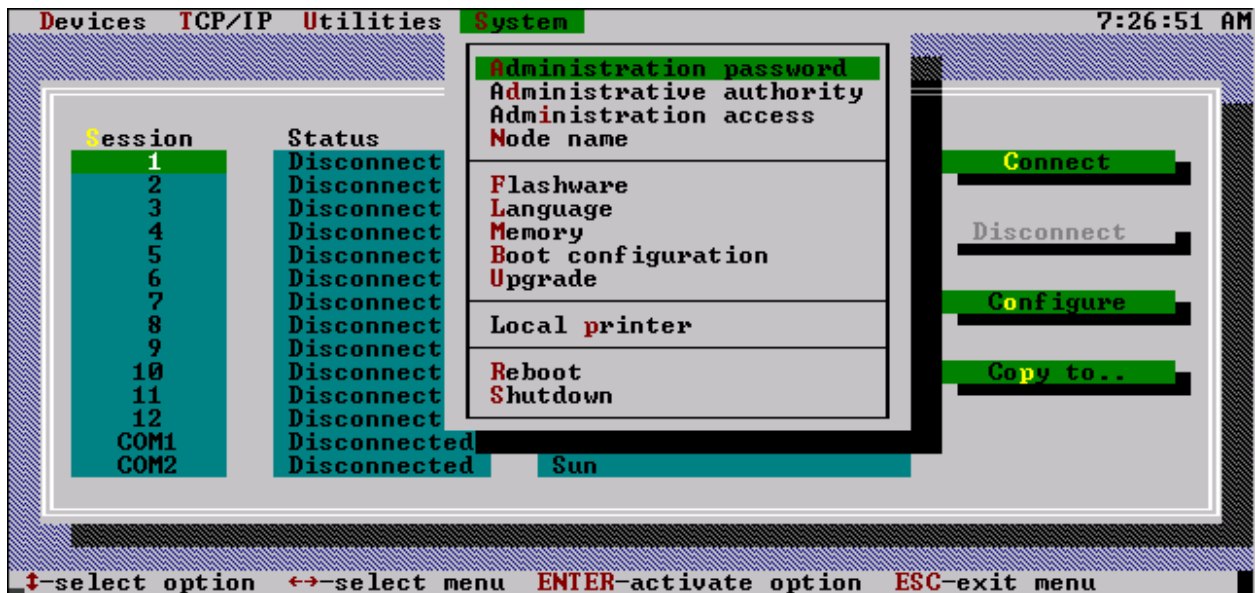 Devices TCP/IP Utilities System 7:26:51 AM
Administration password
Administrative authority
Administration access
Node name
Flashware
Language
Memory
Boot configuration
Upgrade
Local printer
Reboot
Shutdown
Session Status
1 Disconnect
2 Disconnect
3 Disconnect
4 Disconnect
5 Disconnect
6 Disconnect
7 Disconnect
8 Disconnect
9 Disconnect
10 Disconnect
11 Disconnect
12 Disconnect
COM1 Disconnected
COM2 Disconnected Sun
Connect
Disconnect
Configure
Copy to..
↕-select option ↔-select menu ENTER-activate option ESC-exit menu